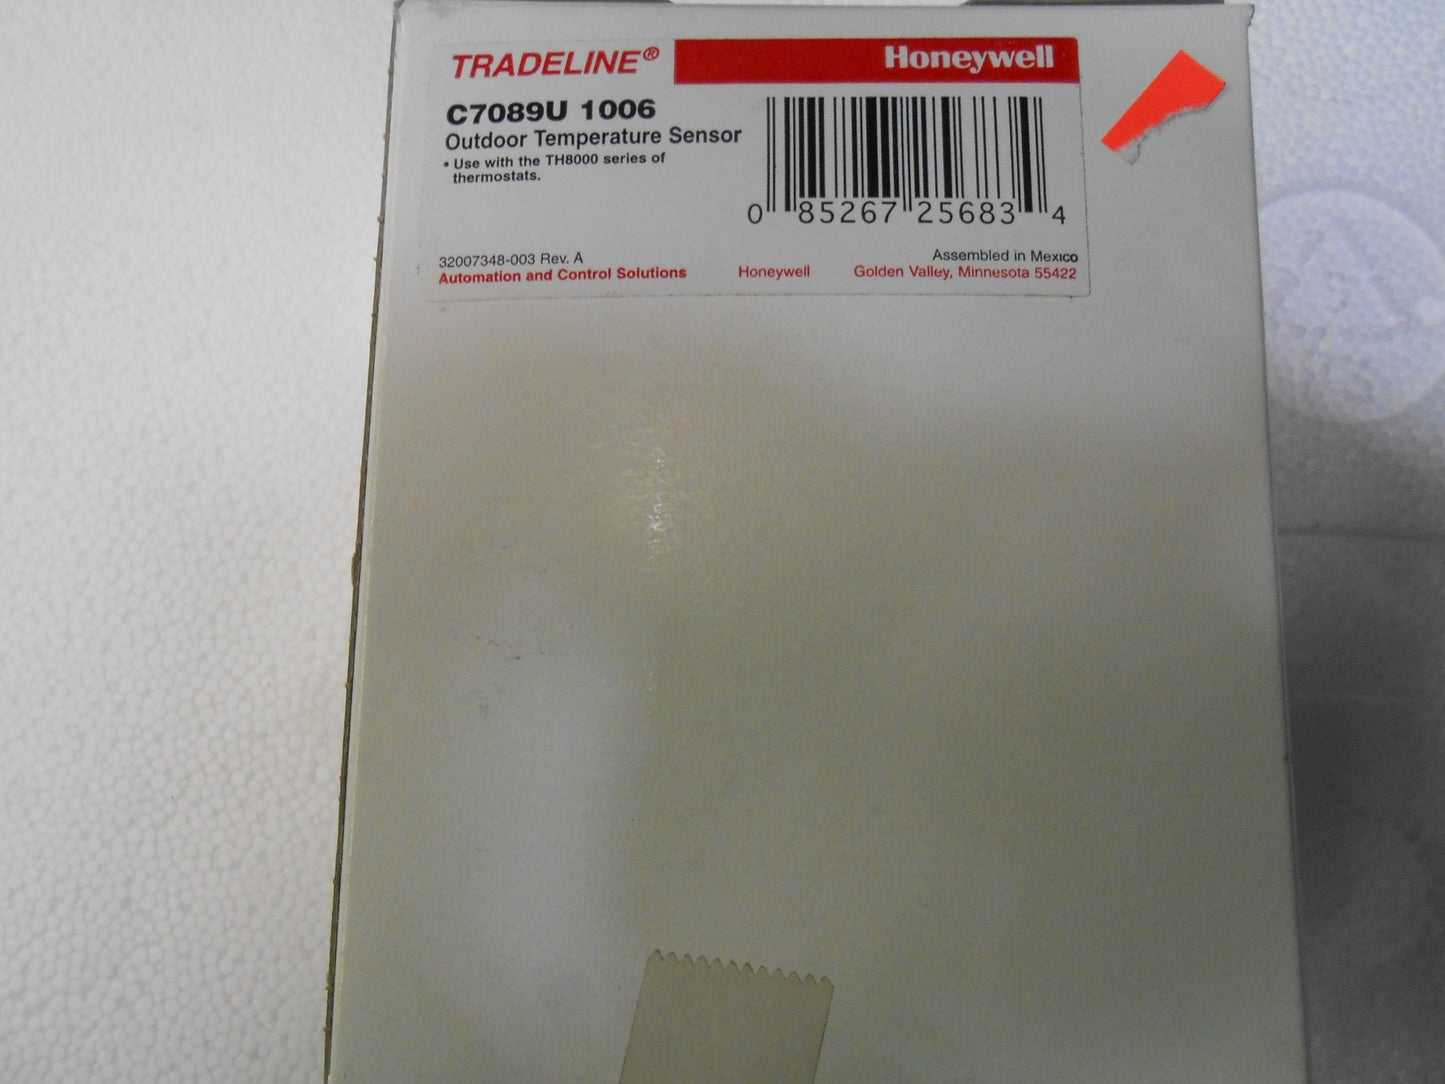 TRADELINE® Honeywell
C7089U 1006
Outdoor Temperature Sensor
• Use with the TH8000 series of
thermostats.
0 85267 25683 4
32007348-003 Rev. A
Assembled in Mexico
Automation and Control Solutions Honeywell Golden Valley, Minnesota 55422